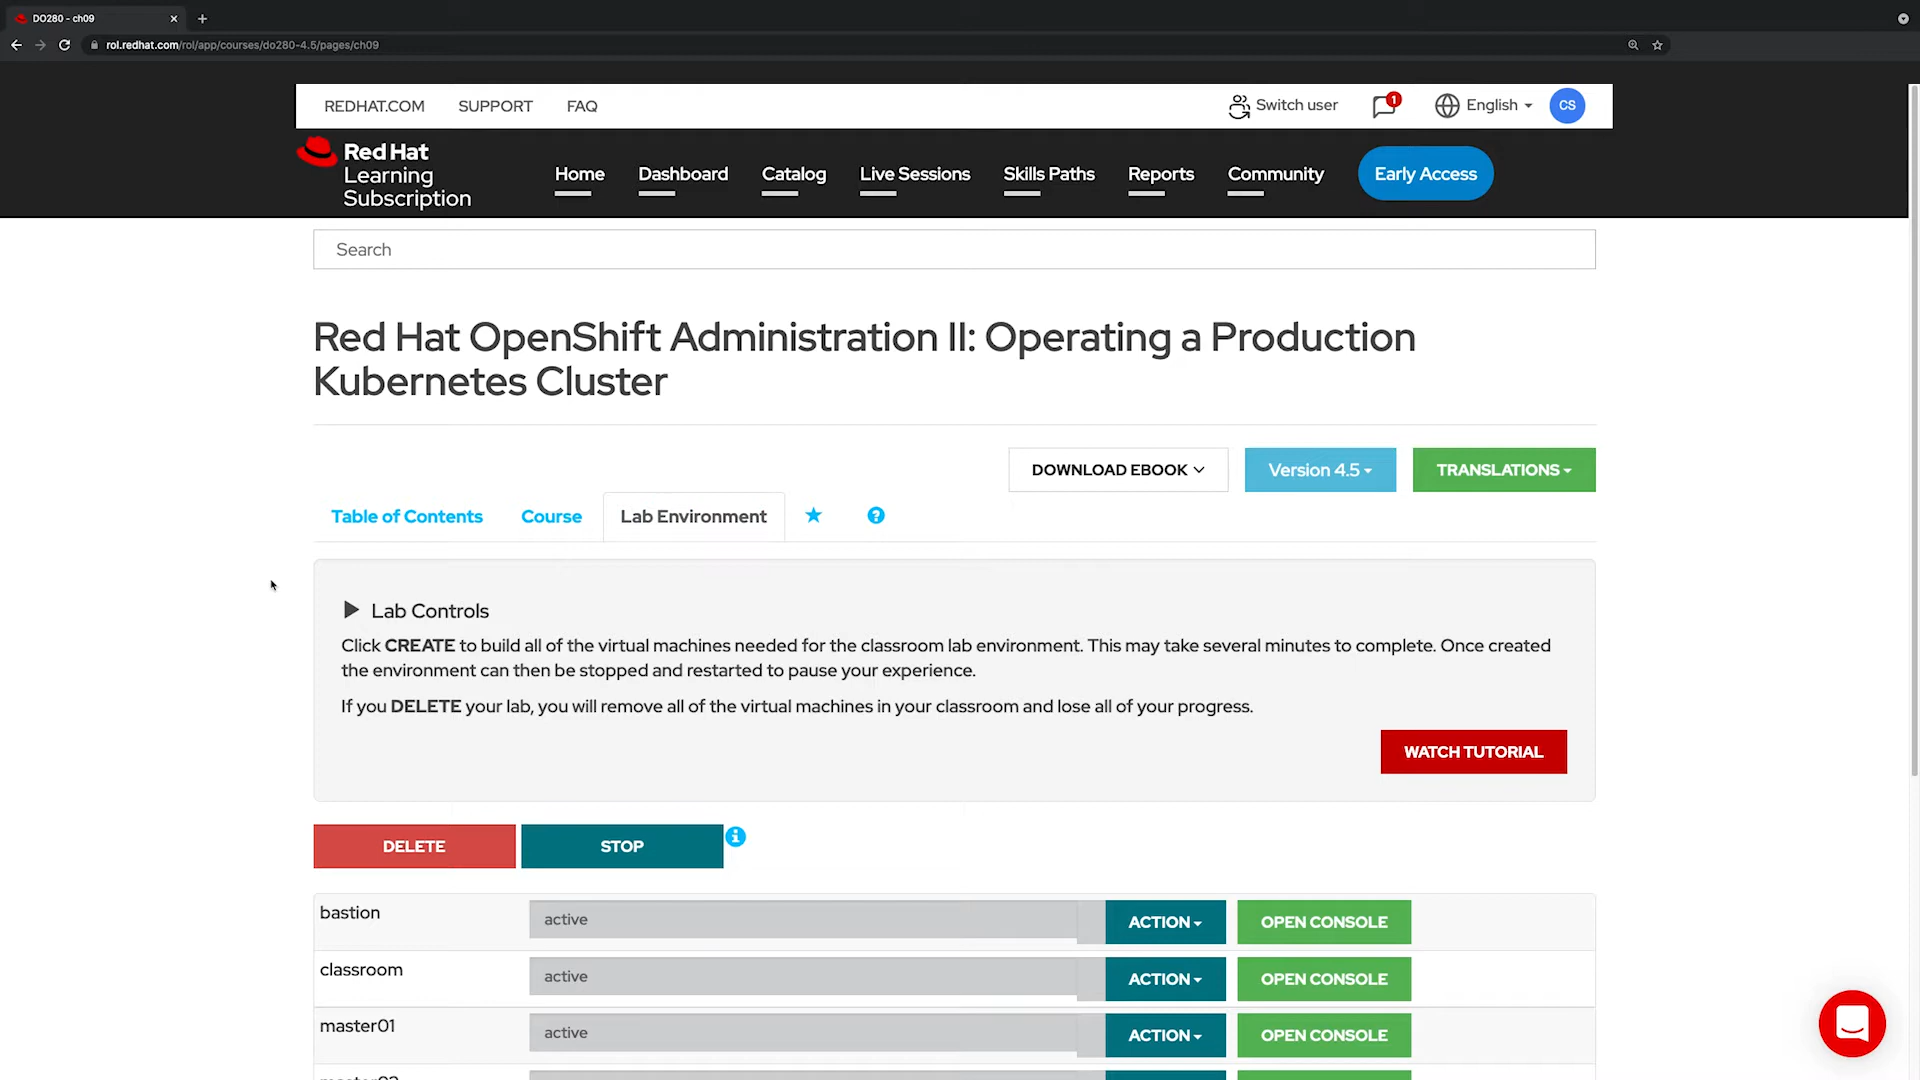 DO280 - ch09
rol.redhat.com/rol/app/courses/do280-4.5/pages/ch09
REDHAT.COM SUPPORT FAQ Switch user 1 English CS
Red Hat
Learning
Subscription
Home Dashboard Catalog Live Sessions Skills Paths Reports Community Early Access
Search
Red Hat OpenShift Administration II: Operating a Production
Kubernetes Cluster
DOWNLOAD EBOOK Version 4.5 TRANSLATIONS
Table of Contents Course Lab Environment
Lab Controls
Click CREATE to build all of the virtual machines needed for the classroom lab environment. This may take several minutes to complete. Once created
the environment can then be stopped and restarted to pause your experience.
If you DELETE your lab, you will remove all of the virtual machines in your classroom and lose all of your progress.
WATCH TUTORIAL
DELETE STOP
bastion active ACTION OPEN CONSOLE
classroom active ACTION OPEN CONSOLE
master01 active ACTION OPEN CONSOLE